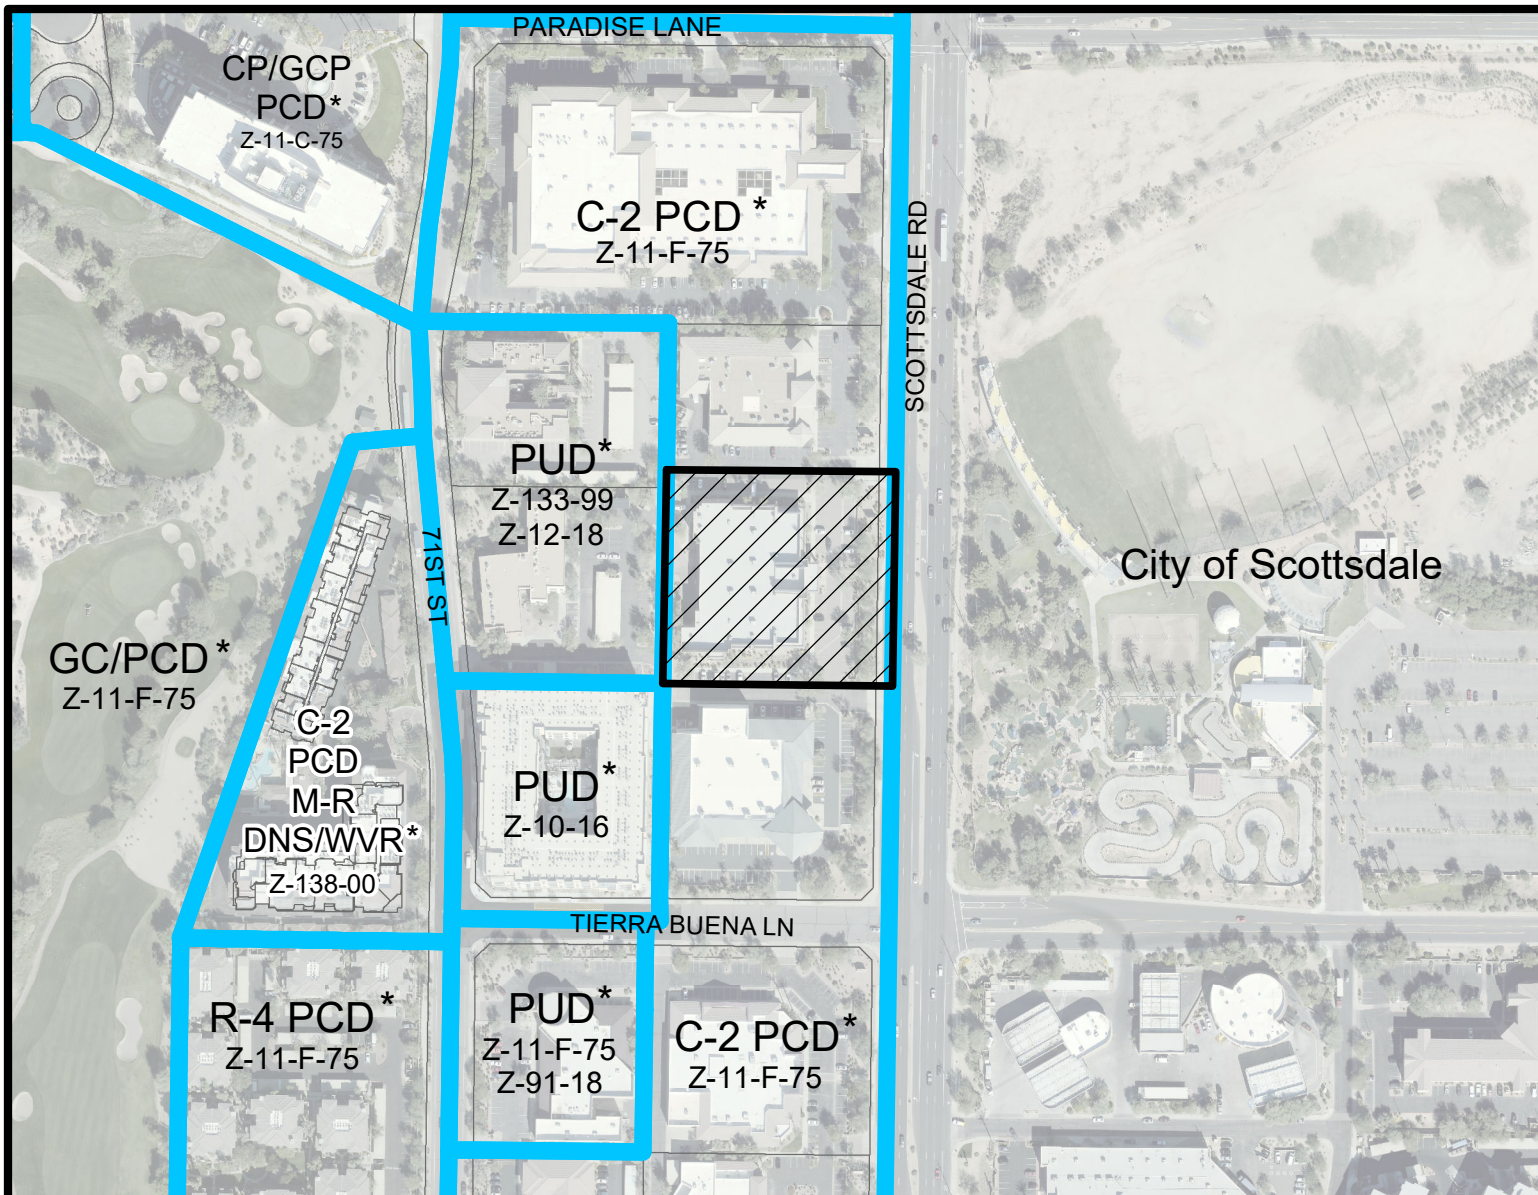 PARADISE LANE
CP/GCP
PCD*
Z-11-C-75
C-2 PCD *
Z-11-F-75
SCOTTSDALE RD
PUD*
Z-133-99
Z-12-18
71ST ST
City of Scottsdale
GC/PCD *
Z-11-F-75
C-2
PCD
M-R
DNS/WVR*
Z-138-00
PUD*
Z-10-16
TIERRA BUENA LN
R-4 PCD *
Z-11-F-75
PUD*
Z-11-F-75
Z-91-18
C-2 PCD*
Z-11-F-75